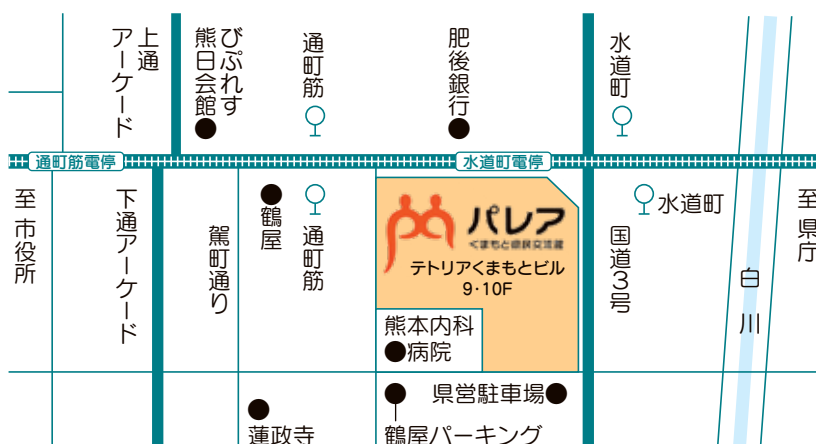 上通
アーケード
びぷれす
熊日会館
通町筋
肥後銀行
水道町
通町筋電停
水道町電停
至市役所
下通アーケード
駕町通り
鶴屋
通町筋
パレア
くまもと県民交流館
テトリアくまもとビル
9・10F
国道3号
水道町
白川
至県庁
熊本内科
病院
蓮政寺
鶴屋パーキング
県営駐車場